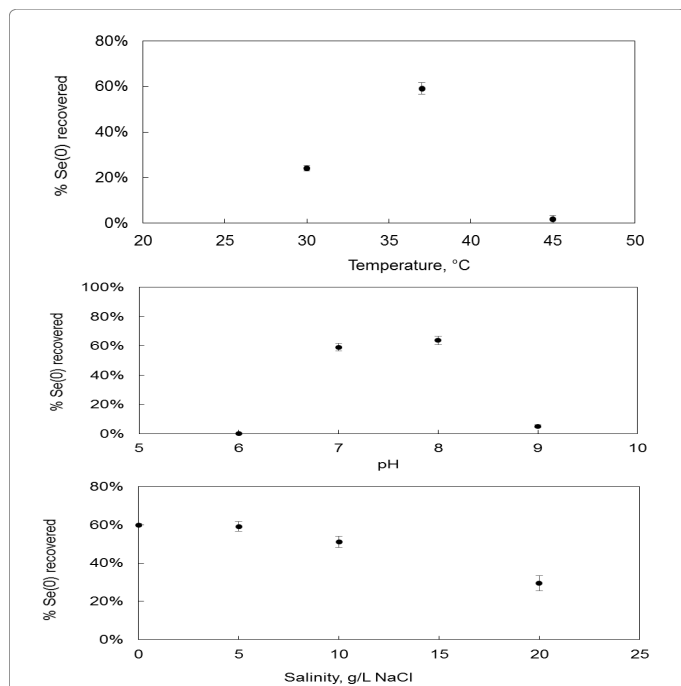 80%
60%
40%
20%
0%
% Se(0) recovered
20 25 30 35 40 45 50
Temperature, °C
100%
80%
60%
40%
20%
0%
% Se(0) recovered
5 6 7 8 9 10
pH
80%
60%
40%
20%
0%
% Se(0) recovered
0 5 10 15 20 25
Salinity, g/L NaCl